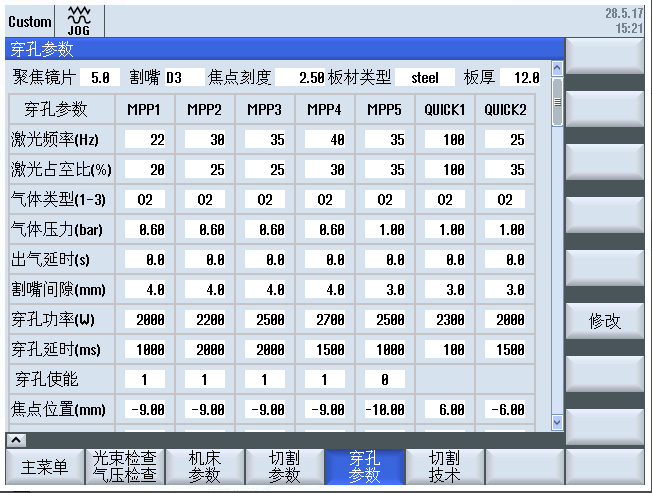 Custom JOG 28.5.17
15:21
穿孔参数
聚焦镜片 5.0 割嘴 D3 焦点刻度 2.50 板材类型 steel 板厚 12.0
穿孔参数 MPP1 MPP2 MPP3 MPP4 MPP5 QUICK1 QUICK2
激光频率(Hz) 22 30 35 40 35 100 25
激光占空比(%) 20 25 25 30 35 100 35
气体类型(1-3) O2 O2 O2 O2 O2 O2 O2
气体压力(bar) 0.60 0.60 0.60 0.60 1.00 1.00 1.00
出气延时(s) 0.0 0.0 0.0 0.0 0.0 0.0 0.0
割嘴间隙(mm) 4.0 4.0 4.0 4.0 3.0 3.0 3.0
穿孔功率(W) 2000 2200 2500 2700 2500 2300 2000
穿孔延时(ms) 1000 2000 2000 1500 1000 100 1500
穿孔使能 1 1 1 1 0
焦点位置(mm) -9.00 -9.00 -9.00 -9.00 -10.00 6.00 -6.00
修改
主菜单 光束检查 机床 切割 穿孔 切割
气压检查 参数 参数 参数 技术